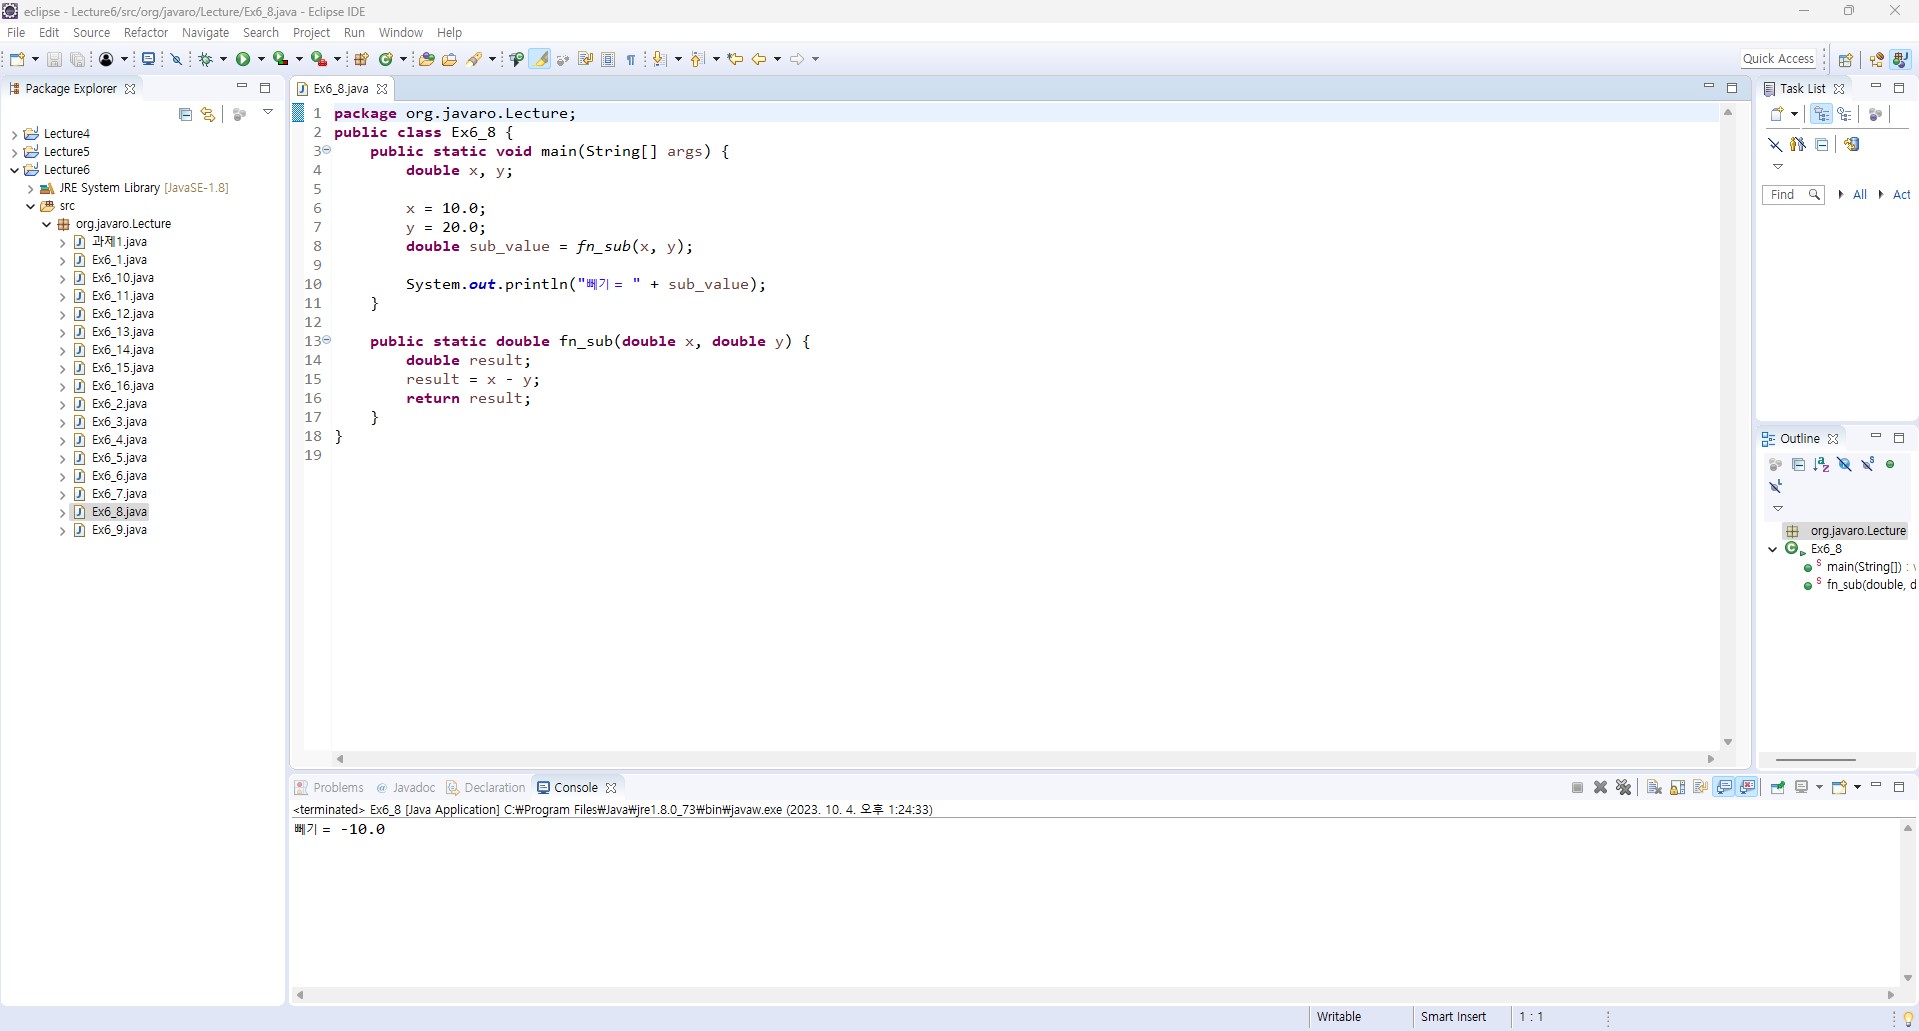 eclipse - Lecture6/src/org/javaro/Lecture/Ex6_8.java - Eclipse IDE
File Edit Source Refactor Navigate Search Project Run Window Help
Quick Access
Package Explorer
Lecture4
Lecture5
Lecture6
JRE System Library [JavaSE-1.8]
src
org.javaro.Lecture
과제1.java
Ex6_1.java
Ex6_10.java
Ex6_11.java
Ex6_12.java
Ex6_13.java
Ex6_14.java
Ex6_15.java
Ex6_16.java
Ex6_2.java
Ex6_3.java
Ex6_4.java
Ex6_5.java
Ex6_6.java
Ex6_7.java
Ex6_8.java
Ex6_9.java
Ex6_8.java
1 package org.javaro.Lecture;
2 public class Ex6_8 {
3 public static void main(String[] args) {
4 double x, y;
5
6 x = 10.0;
7 y = 20.0;
8 double sub_value = fn_sub(x, y);
9
10 System.out.println("빼기 = " + sub_value);
11 }
12
13 public static double fn_sub(double x, double y) {
14 double result;
15 result = x - y;
16 return result;
17 }
18 }
19
Task List
Find All Act
Outline
org.javaro.Lecture
Ex6_8
main(String[]) : v
fn_sub(double, d
Problems @ Javadoc Declaration Console
<terminated> Ex6_8 [Java Application] C:₩Program Files₩Java₩jre1.8.0_73₩bin₩javaw.exe (2023. 10. 4. 오후 1:24:33)
빼기 = -10.0
Writable Smart Insert 1 : 1